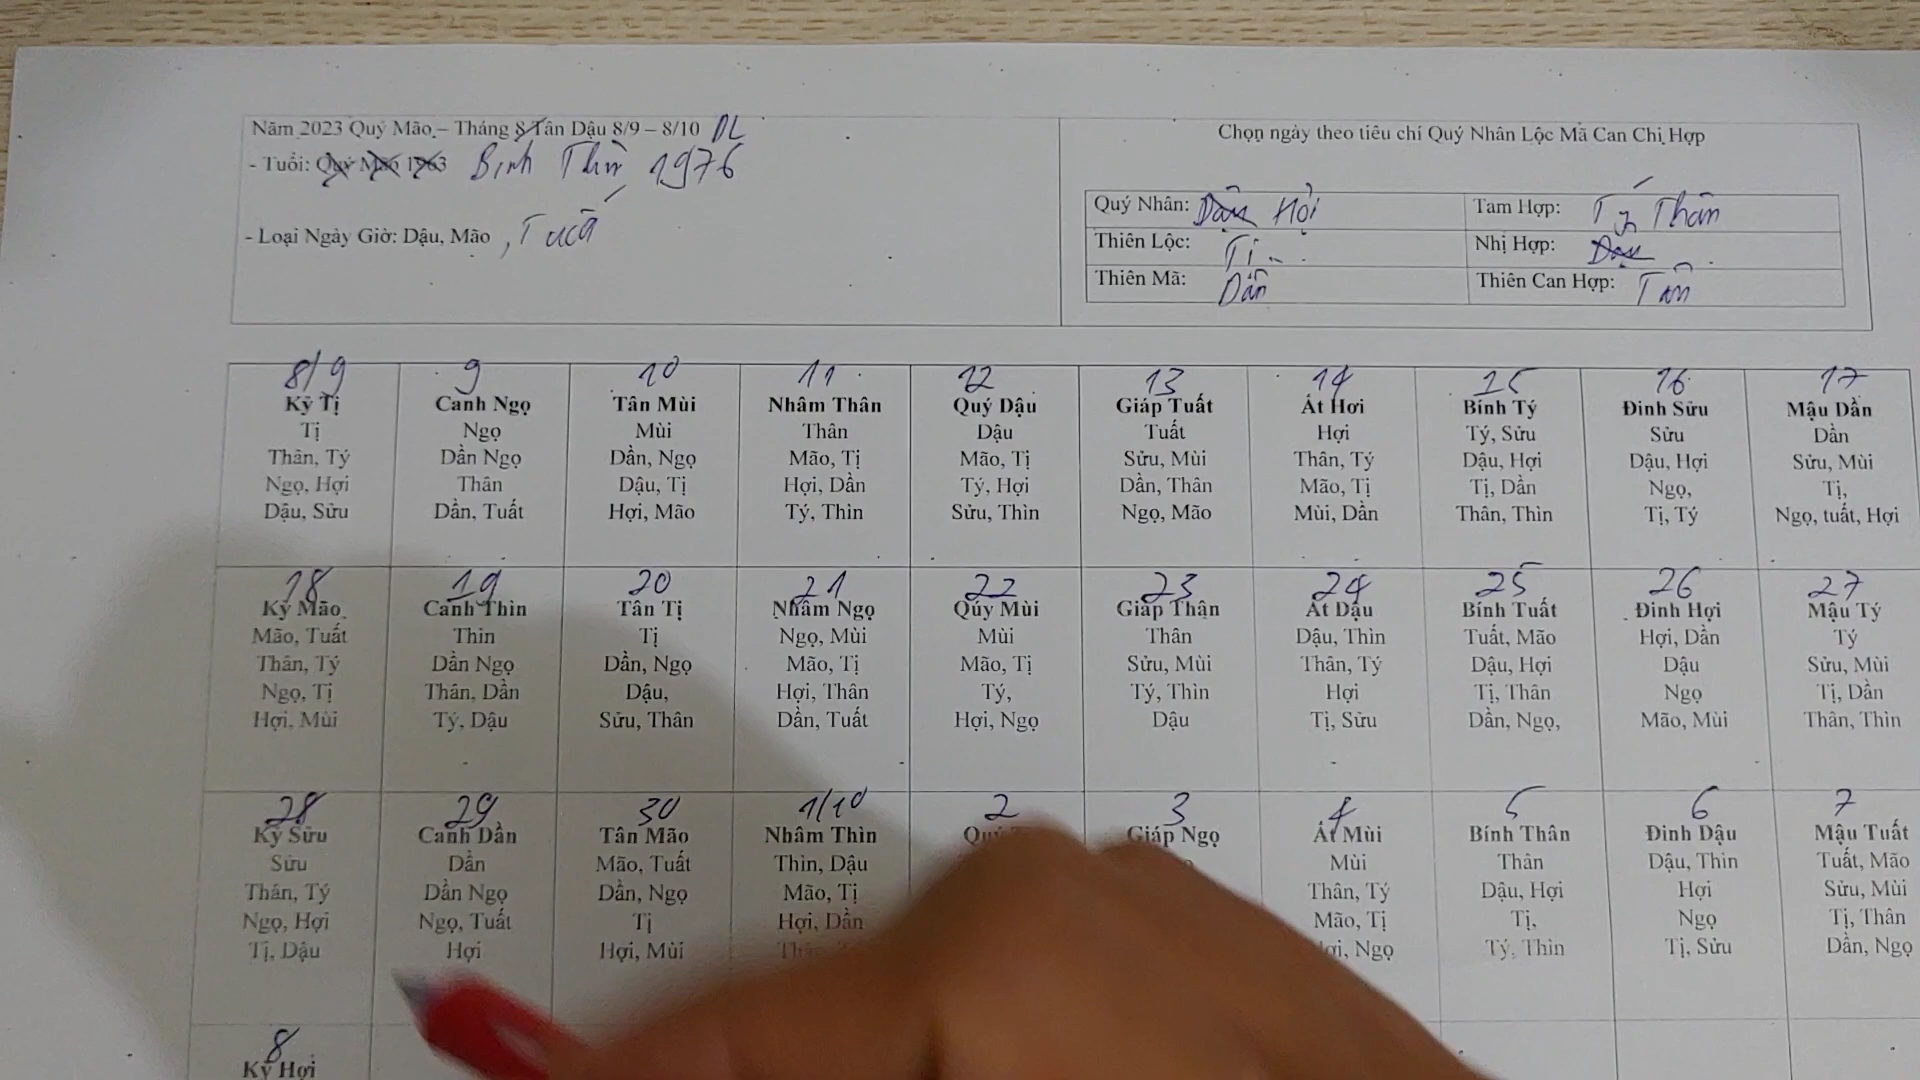 Năm 2023 Quý Mão – Tháng 8 Tân Dậu 8/9 – 8/10 DL
- Tuổi: Quý Mão 1963 Bính Thìn 1976
- Loại Ngày Giờ: Dậu, Mão, Tuất
Chọn ngày theo tiêu chí Quý Nhân Lộc Mã Can Chi Hợp
Quý Nhân: Dậu Hợi Tam Hợp: Tý Thân
Thiên Lộc: Tị Nhị Hợp: Dậu
Thiên Mã: Dần Thiên Can Hợp: Tân
8/9 9 10 11 12 13 14 15 16 17
Kỷ Tị Canh Ngọ Tân Mùi Nhâm Thân Quý Dậu Giáp Tuất Ất Hơi Bính Tý Đinh Sửu Mậu Dần
Tị Ngọ Mùi Thân Dậu Tuất Hợi Tý, Sửu Sửu Dần
Thân, Tý Dần Ngọ Dần, Ngọ Mão, Tị Mão, Tị Sửu, Mùi Thân, Tý Dậu, Hợi Dậu, Hợi Sửu, Mùi
Ngọ, Hợi Thân Dậu, Tị Hợi, Dần Tý, Hợi Dần, Thân Mão, Tị Tị, Dần Ngọ, Tị,
Dậu, Sửu Dần, Tuất Hợi, Mão Tý, Thìn Sửu, Thìn Ngọ, Mão Mùi, Dần Thân, Thìn Tị, Tý Ngọ, tuất, Hợi
18 19 20 21 22 23 24 25 26 27
Kỷ Mão Canh Thìn Tân Tị Nhâm Ngọ Qúy Mùi Giáp Thân Ất Dậu Bính Tuất Đinh Hợi Mậu Tý
Mão, Tuất Thìn Tị Ngọ, Mùi Mùi Thân Dậu, Thìn Tuất, Mão Hợi, Dần Tý
Thân, Tý Dần Ngọ Dần, Ngọ Mão, Tị Mão, Tị Sửu, Mùi Thân, Tý Dậu, Hợi Dậu Sửu, Mùi
Ngọ, Tị Thân, Dần Dậu, Hợi, Thân Tý, Tý, Thìn Hợi Tị, Thân Ngọ Tị, Dần
Hợi, Mùi Tý, Dậu Sửu, Thân Dần, Tuất Hợi, Ngọ Dậu Tị, Sửu Dần, Ngọ, Mão, Mùi Thân, Thìn
28 29 30 1/10 2 3 4 5 6 7
Kỷ Sửu Canh Dần Tân Mão Nhâm Thìn Giáp Ngọ Ất Mùi Bính Thân Đinh Dậu Mậu Tuất
Sửu Dần Mão, Tuất Thìn, Dậu Mùi Thân Dậu, Thìn Tuất, Mão
Thân, Tý Dần Ngọ Dần, Ngọ Mão, Tị Thân, Tý Dậu, Hợi Hợi Sửu, Mùi
Ngọ, Hợi Ngọ, Tuất Tị Hợi, Dần Mão, Tị Tị, Ngọ Tị, Thân
Tị, Dậu Hợi Hợi, Mùi Ngọ Tý, Thìn Tị, Sửu Dần, Ngọ
8
Kỷ Hợi